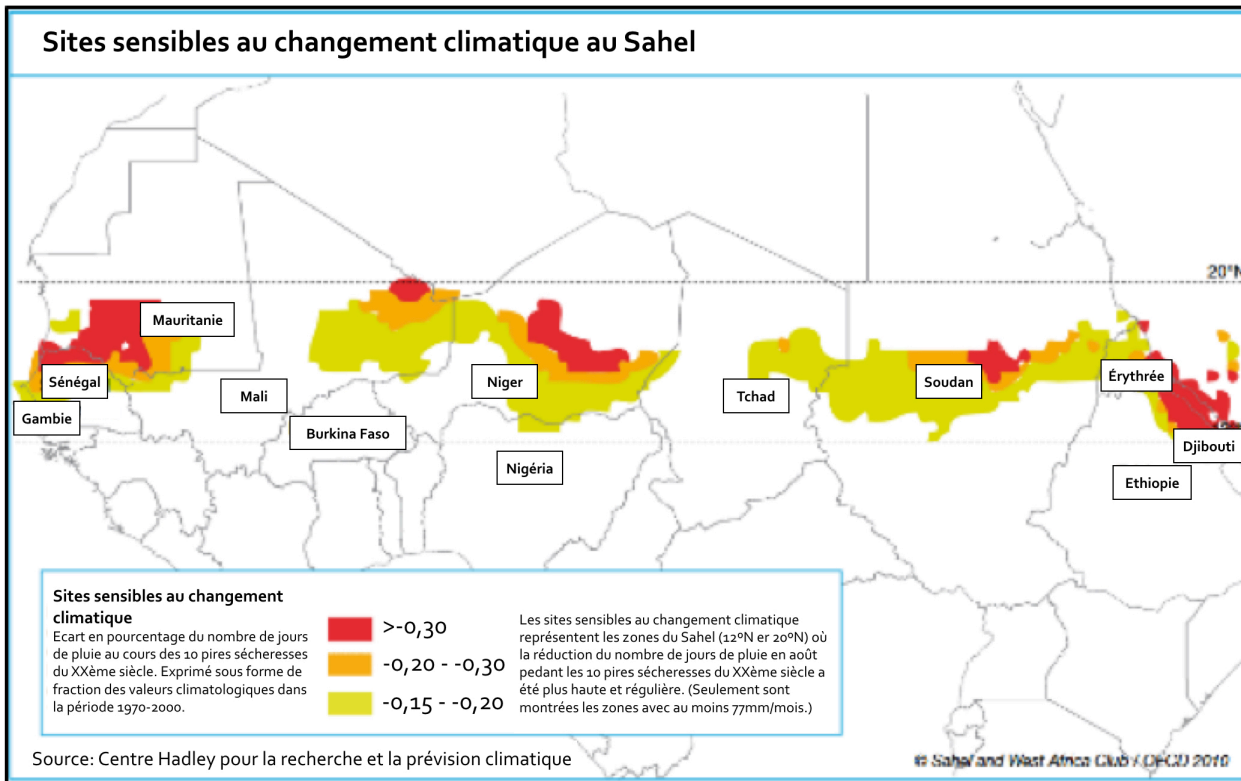 Sites sensibles au changement climatique au Sahel
20°N
Mauritanie
Sénégal
Gambie
Mali
Burkina Faso
Niger
Nigéria
Tchad
Soudan
Érythrée
Djibouti
Ethiopie
Sites sensibles au changement
climatique
Ecart en pourcentage du nombre de jours
de pluie au cours des 10 pires sécheresses
du XXème siècle. Exprimé sous forme de
fraction des valeurs climatologiques dans
la période 1970-2000.
>-0,30
-0,20 - -0,30
-0,15 - -0,20
Les sites sensibles au changement climatique
représentent les zones du Sahel (12ºN er 20ºN) où
la réduction du nombre de jours de pluie en août
pedant les 10 pires sécheresses du XXème siècle a
été plus haute et régulière. (Seulement sont
montrées les zones avec au moins 77mm/mois.)
Source: Centre Hadley pour la recherche et la prévision climatique
© Sahel and West Africa Club / OECD 2010